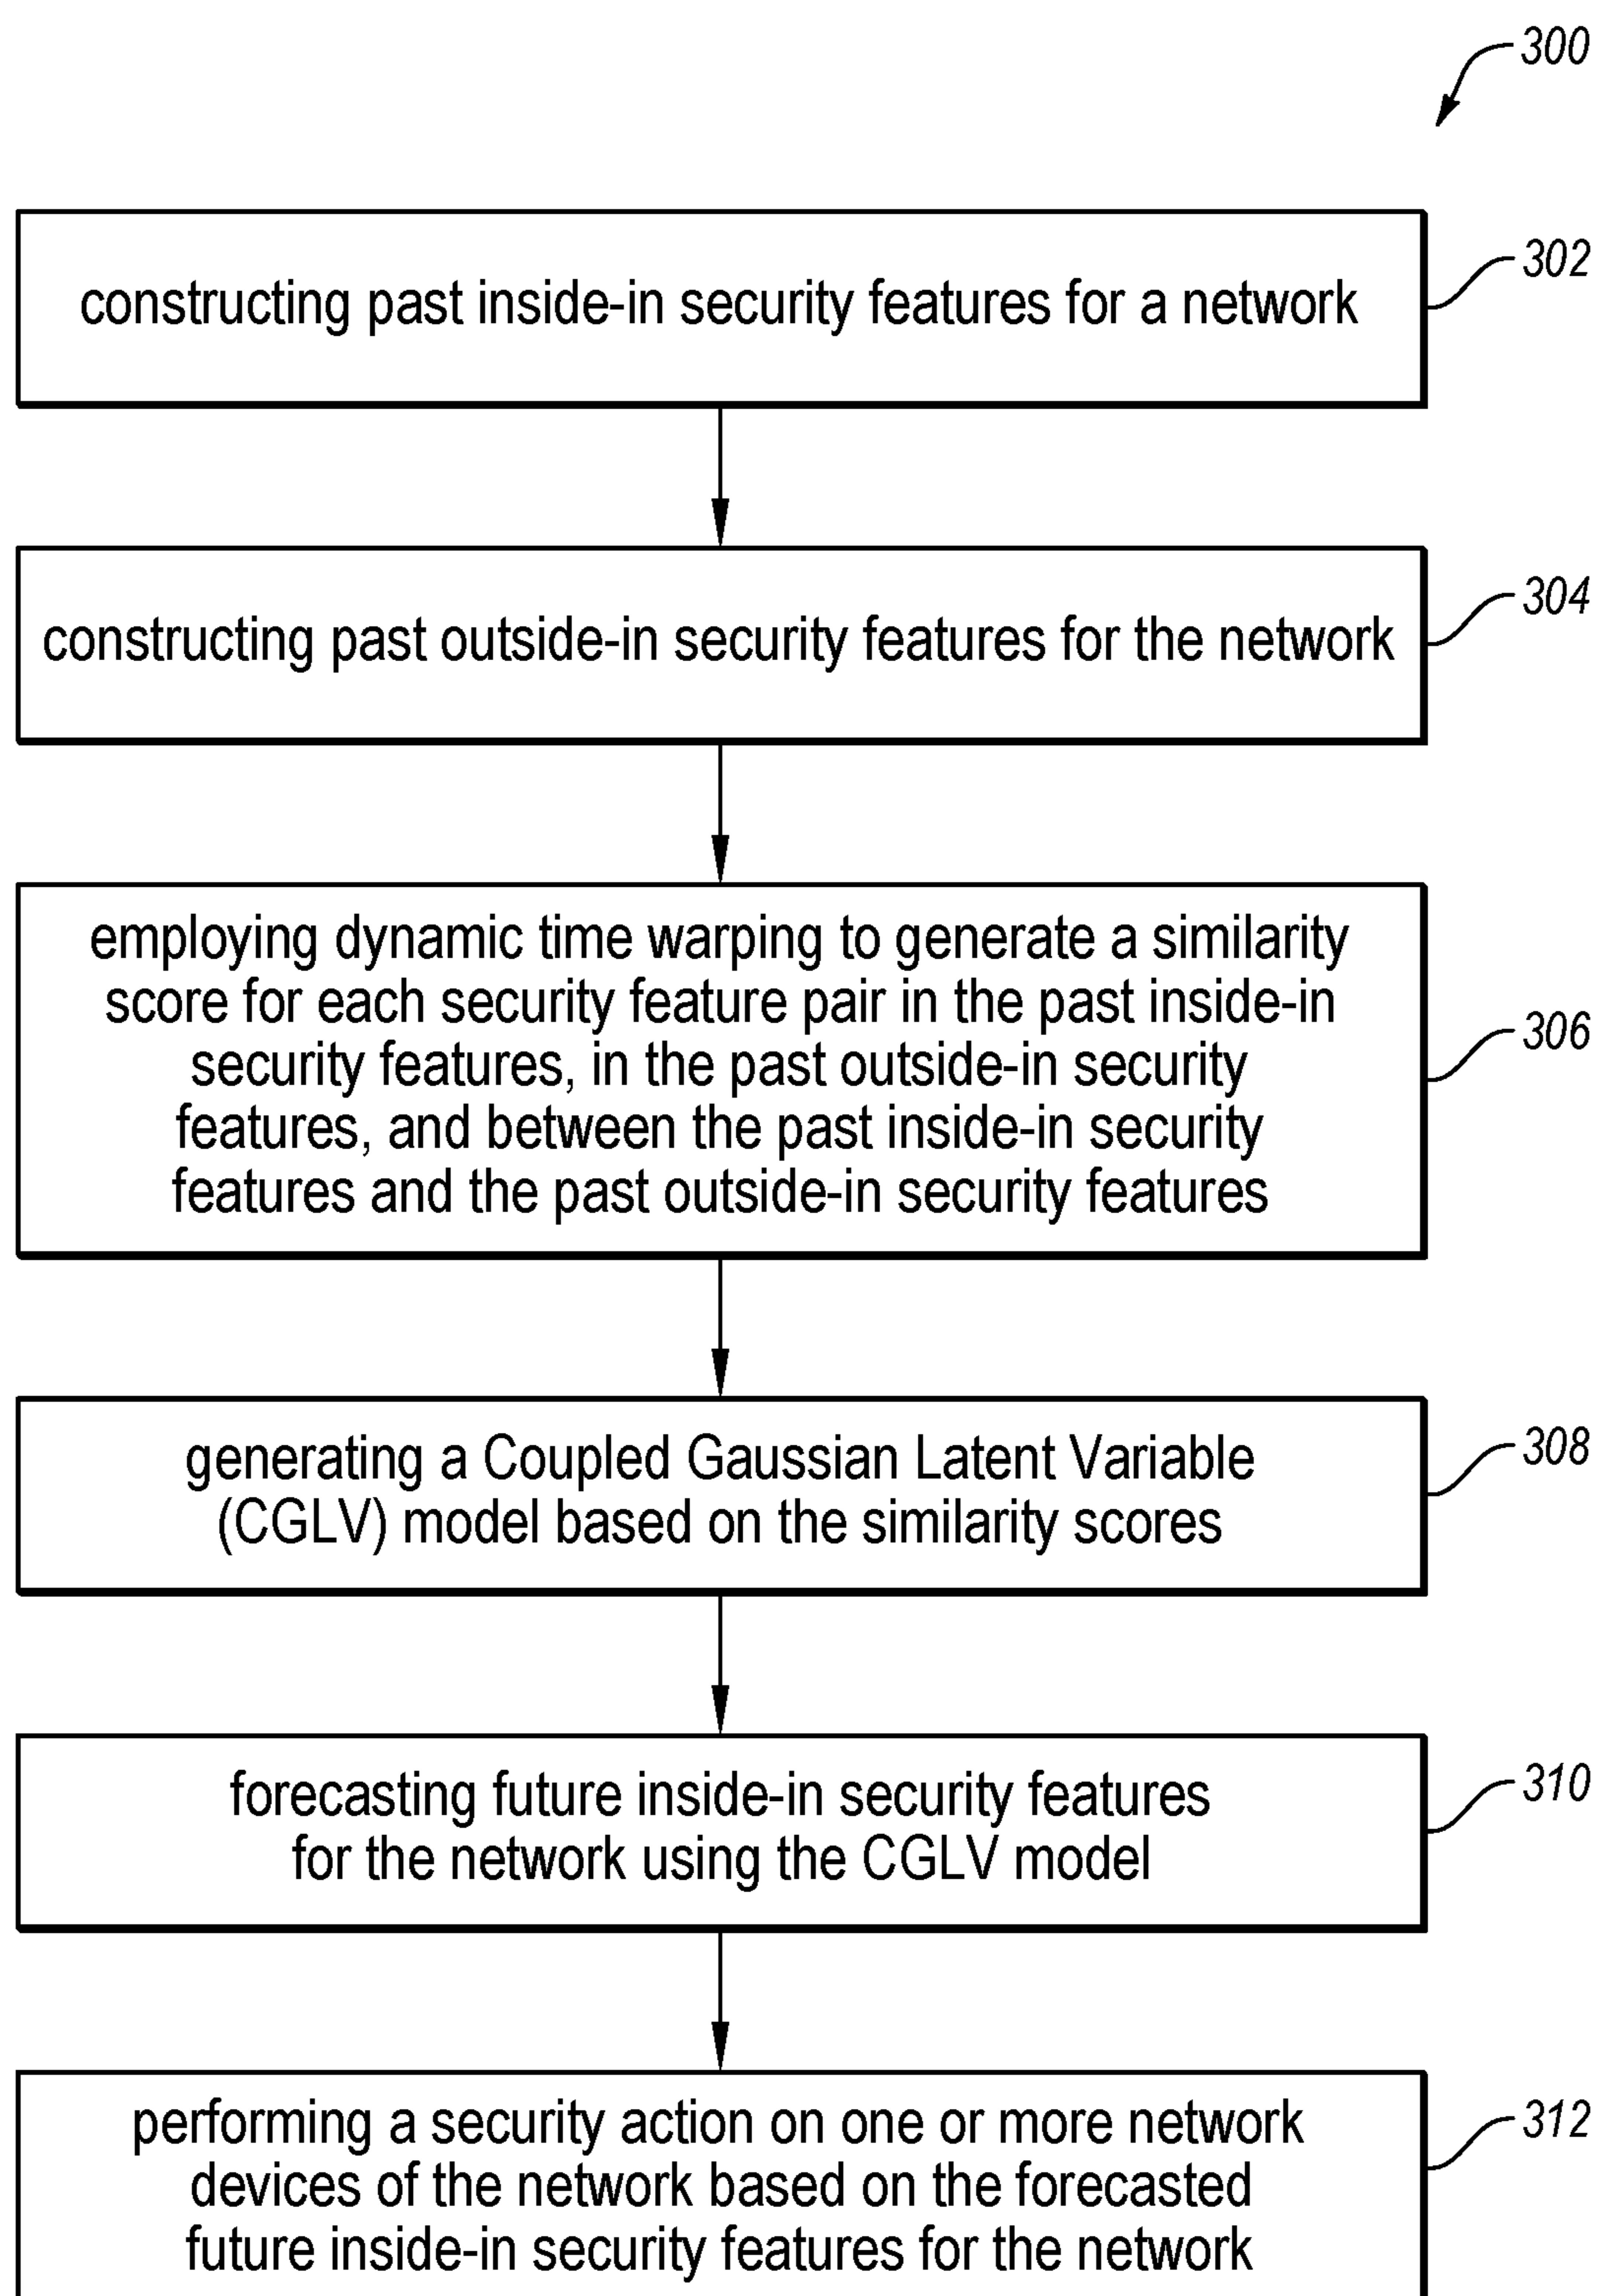 300
constructing past inside-in security features for a network
302
constructing past outside-in security features for the network
304
employing dynamic time warping to generate a similarity
score for each security feature pair in the past inside-in
security features, in the past outside-in security
features, and between the past inside-in security
features and the past outside-in security features
306
generating a Coupled Gaussian Latent Variable
(CGLV) model based on the similarity scores
308
forecasting future inside-in security features
for the network using the CGLV model
310
performing a security action on one or more network
devices of the network based on the forecasted
future inside-in security features for the network
312